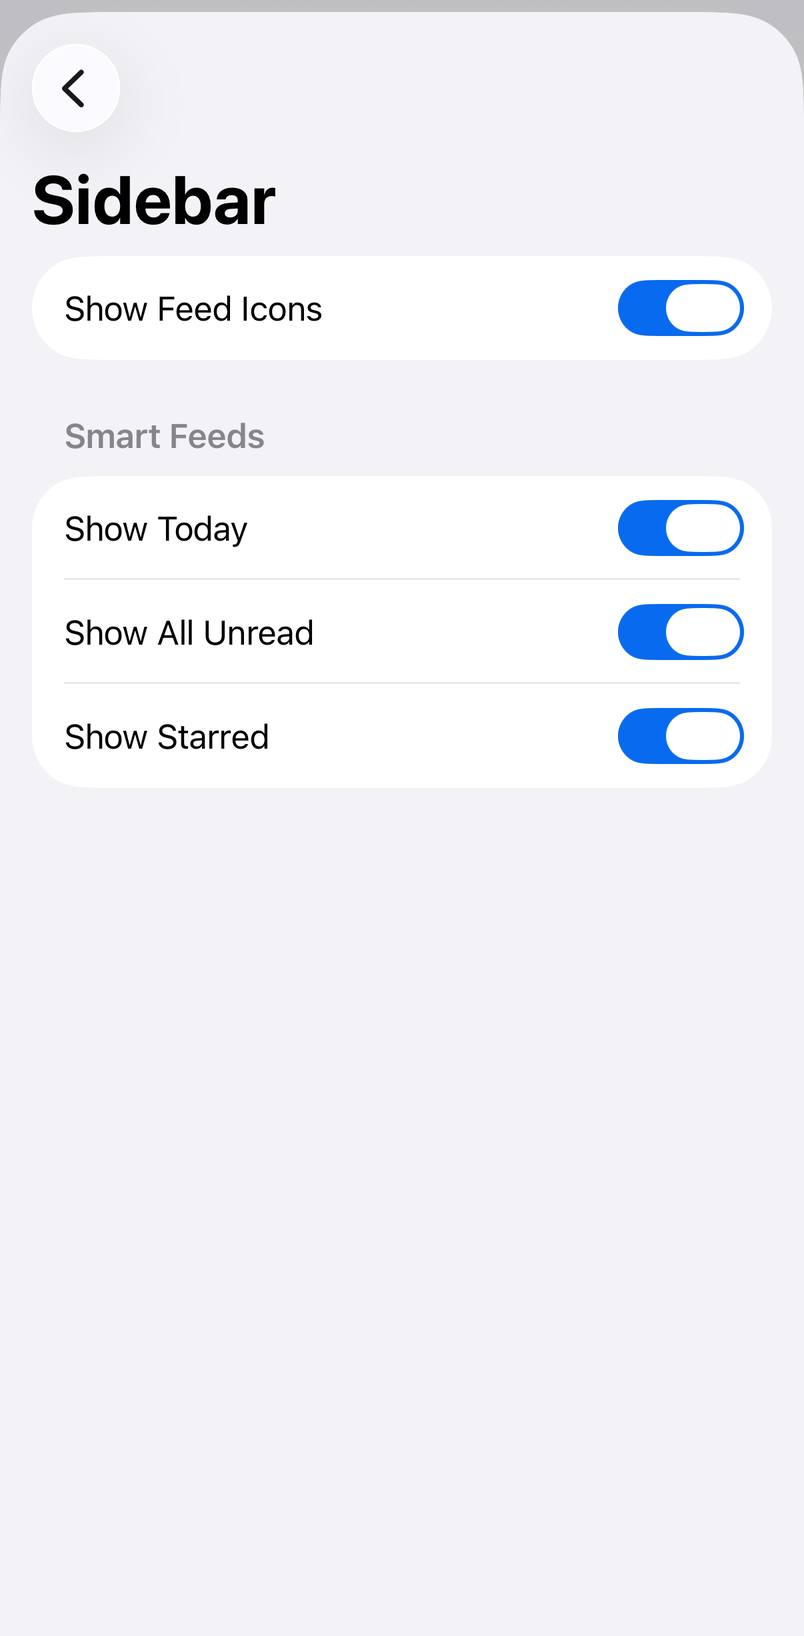 Sidebar
Show Feed Icons
Smart Feeds
Show Today
Show All Unread
Show Starred